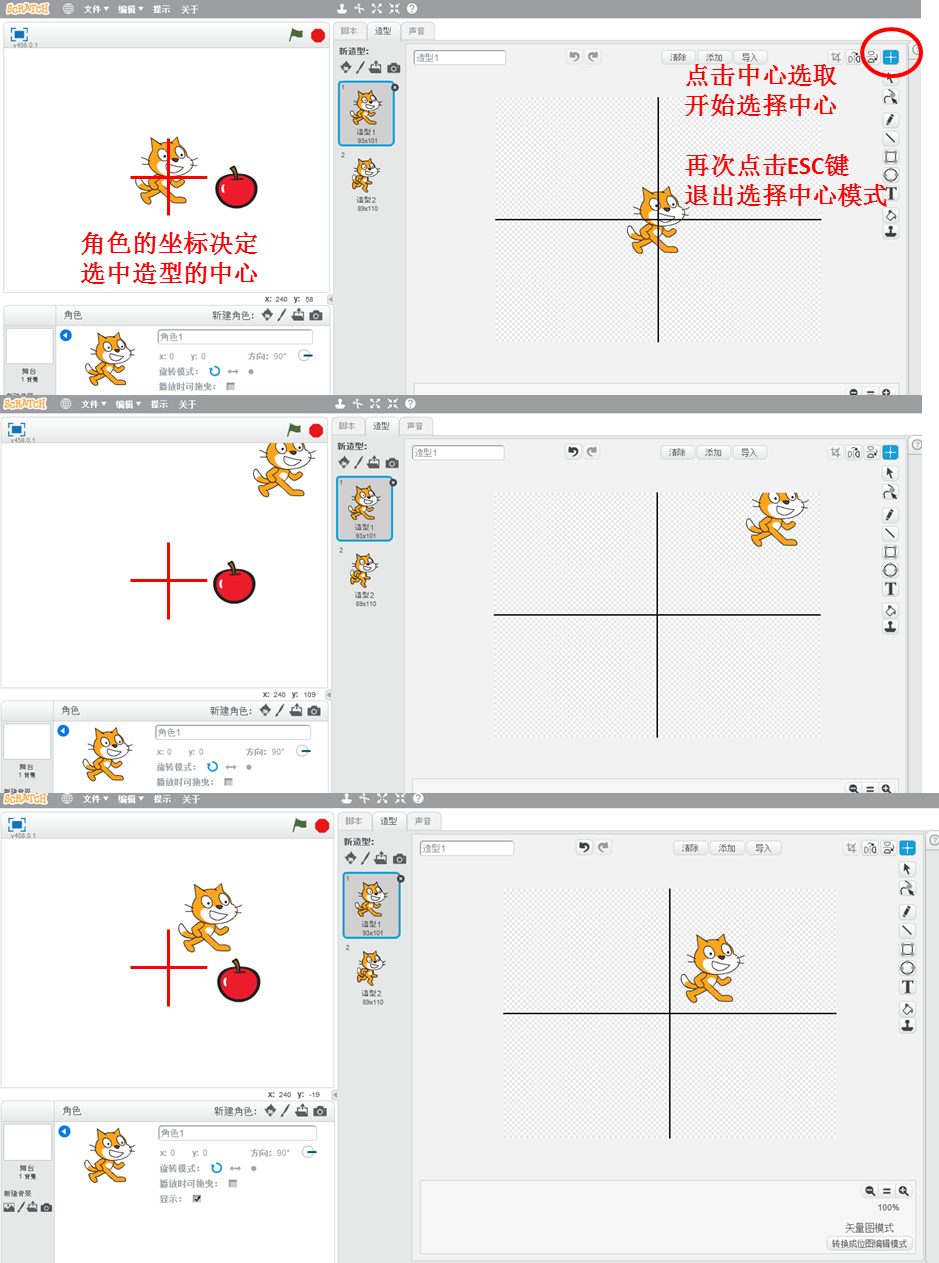 SCRATCH 文件▼ 编辑▼ 提示 关于
v458.0.1
脚本 造型 声音
新造型:
造型1
清除 添加 导入
点击中心选取
开始选择中心
再次点击ESC键
退出选择中心模式
T
1
造型1
93x101
2
造型2
89x110
角色的坐标决定
选中造型的中心
x: 240 y: 58
角色 新建角色:
角色1
x: 0 y: 0 方向: 90°
旋转模式:
播放时可拖曳:
舞台
1 背景
新建背景
SCRATCH 文件▼ 编辑▼ 提示 关于
v458.0.1
脚本 造型 声音
新造型:
造型1
清除 添加 导入
T
1
造型1
93x101
2
造型2
89x110
x: 240 y: 109
角色 新建角色:
角色1
x: 0 y: 0 方向: 90°
旋转模式:
播放时可拖曳:
舞台
1 背景
新建背景
SCRATCH 文件▼ 编辑▼ 提示 关于
v458.0.1
脚本 造型 声音
新造型:
造型1
清除 添加 导入
T
1
造型1
93x101
2
造型2
89x110
x: 240 y: -19
角色 新建角色:
角色1
x: 0 y: 0 方向: 90°
旋转模式:
播放时可拖曳:
显示:
舞台
1 背景
新建背景
100%
矢量图模式
转换成位图编辑模式